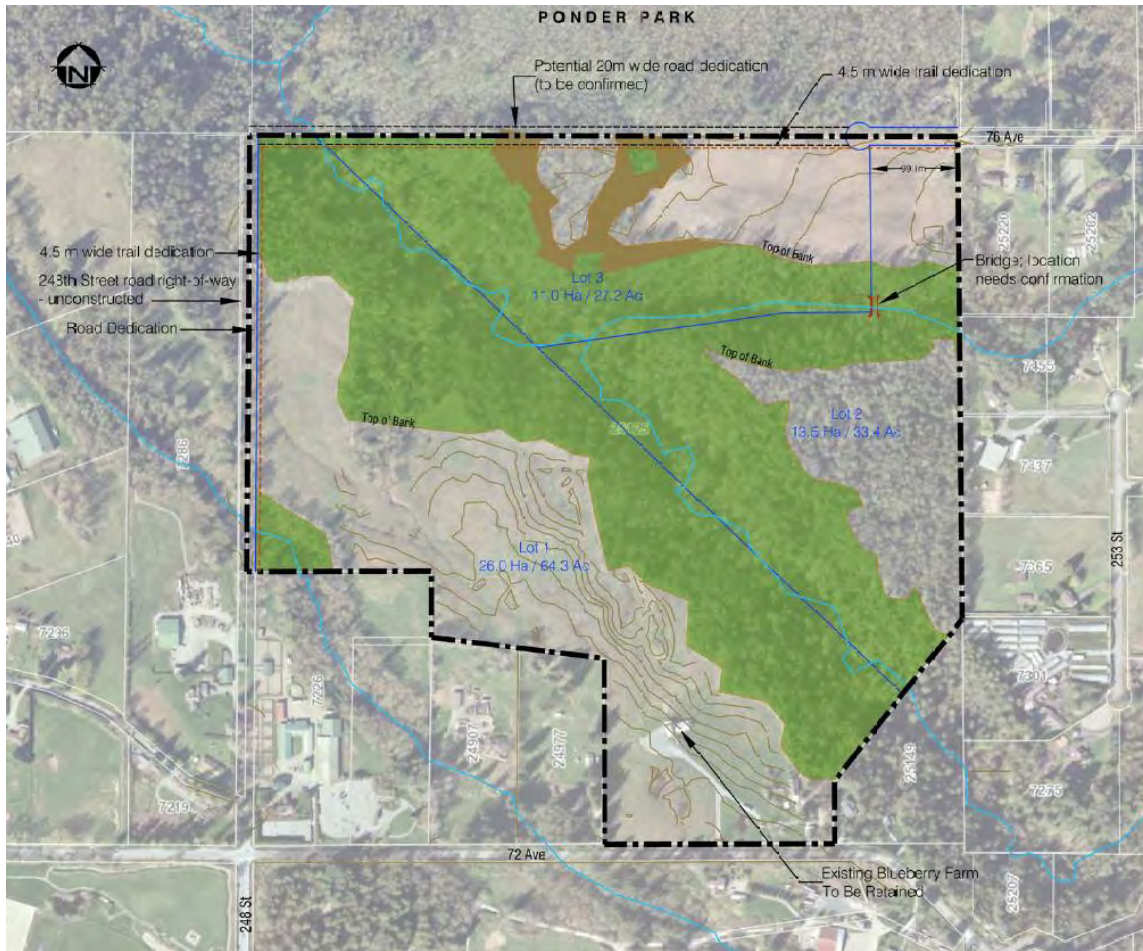 PONDER PARK
N
Potential 20m wide road dedication
(to be confirmed)
4.5 m wide trail dedication
76 Ave
99.1m
25220
25282
4.5 m wide trail dedication
248th Street road right-of-way
- unconstructed
Road Dedication
Top of Bank
Bridge; location
needs confirmation
Lot 3
11.0 Ha / 27.2 Ac
Top of Bank
7455
Lot 2
13.5 Ha / 33.4 Ac
Top of Bank
7286
7437
253 St
Lot 1
26.0 Ha / 64.3 Ac
7365
7236
7301
7226
24907
24977
25149
7275
7219
72 Ave
Existing Blueberry Farm
To Be Retained
248 St
25207